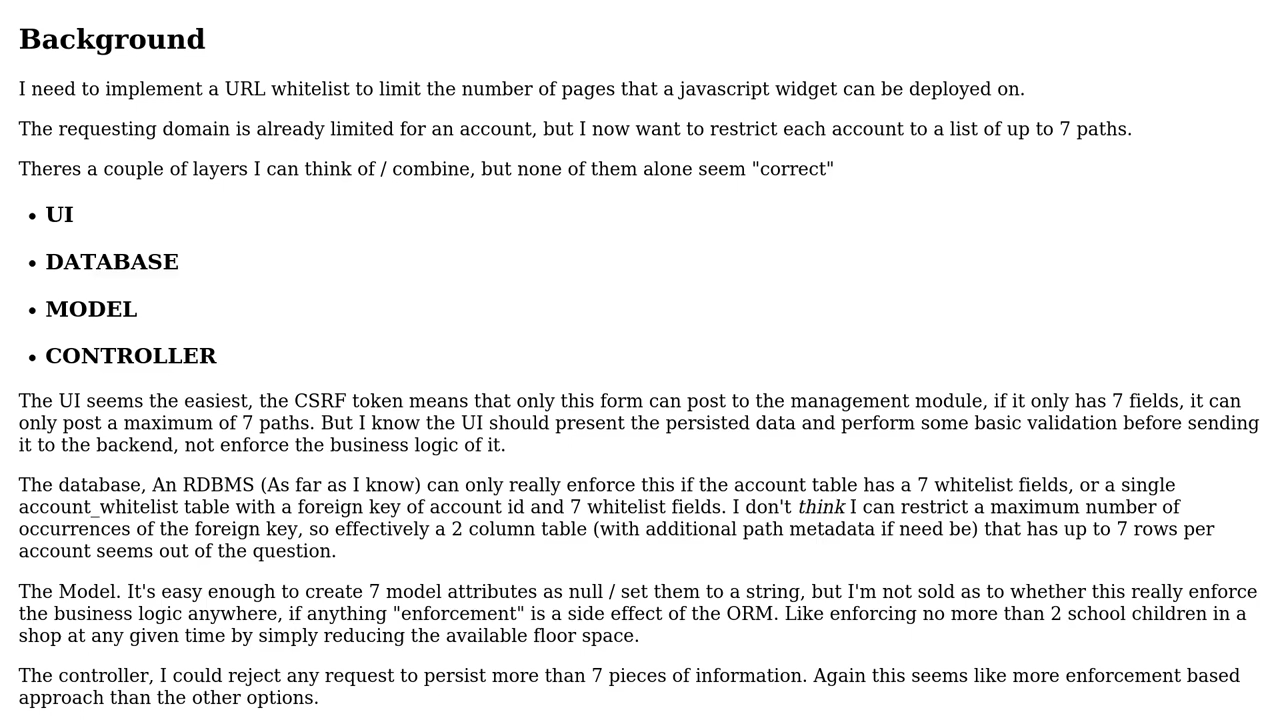 Background
I need to implement a URL whitelist to limit the number of pages that a javascript widget can be deployed on.
The requesting domain is already limited for an account, but I now want to restrict each account to a list of up to 7 paths.
Theres a couple of layers I can think of / combine, but none of them alone seem "correct"
• UI
• DATABASE
• MODEL
• CONTROLLER
The UI seems the easiest, the CSRF token means that only this form can post to the management module, if it only has 7 fields, it can
only post a maximum of 7 paths. But I know the UI should present the persisted data and perform some basic validation before sending
it to the backend, not enforce the business logic of it.
The database, An RDBMS (As far as I know) can only really enforce this if the account table has a 7 whitelist fields, or a single
account_whitelist table with a foreign key of account id and 7 whitelist fields. I don't think I can restrict a maximum number of
occurrences of the foreign key, so effectively a 2 column table (with additional path metadata if need be) that has up to 7 rows per
account seems out of the question.
The Model. It's easy enough to create 7 model attributes as null / set them to a string, but I'm not sold as to whether this really enforce
the business logic anywhere, if anything "enforcement" is a side effect of the ORM. Like enforcing no more than 2 school children in a
shop at any given time by simply reducing the available floor space.
The controller, I could reject any request to persist more than 7 pieces of information. Again this seems like more enforcement based
approach than the other options.